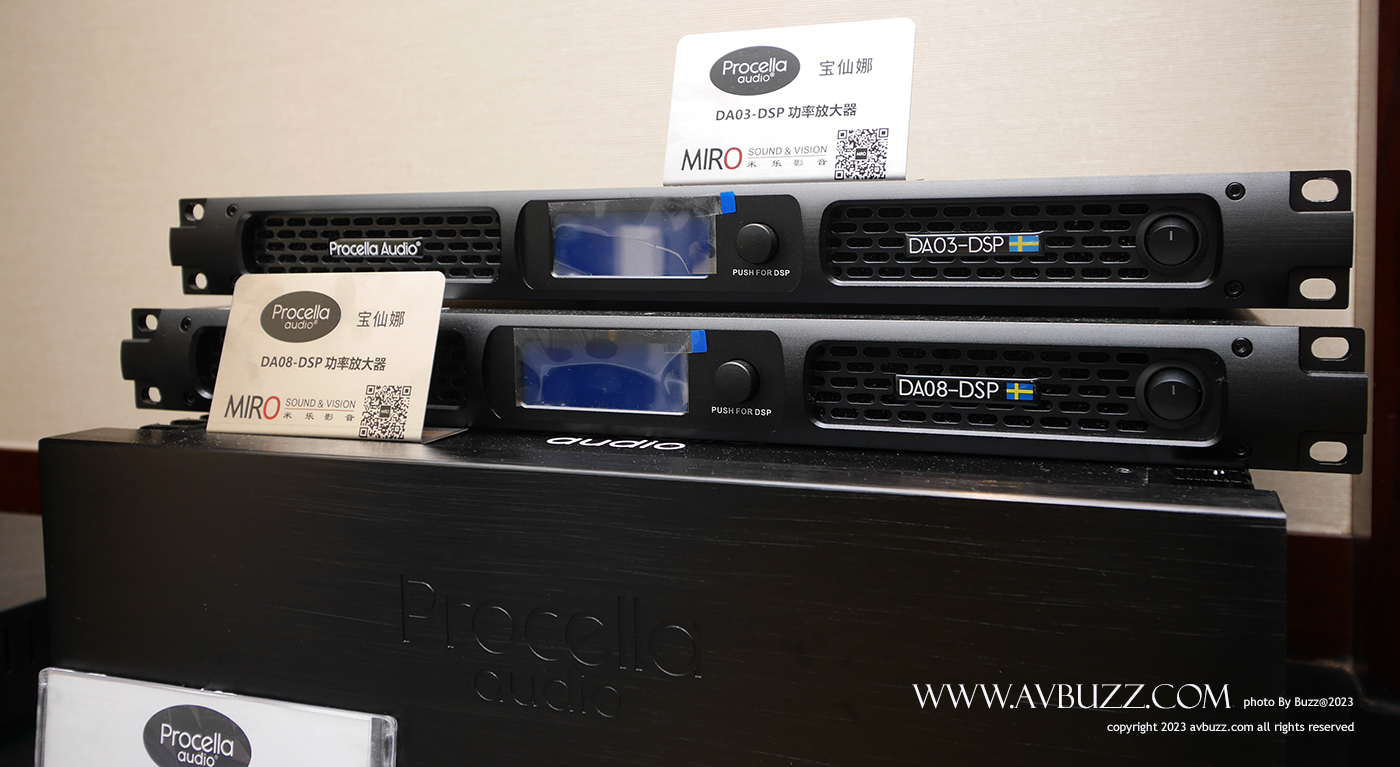 Procella
audio®
宝仙娜
DA03-DSP 功率放大器
MIRO SOUND & VISION
米乐影音
MIRO
Procella Audio®
PUSH FOR DSP
DA03-DSP
Procella
audio®
宝仙娜
DA08-DSP 功率放大器
MIRO SOUND & VISION
米乐影音
MIRO
PUSH FOR DSP
DA08-DSP
audio
Procella
audio
Procella
audio®
WWW.AVBUZZ.COM photo By Buzz@2023
copyright 2023 avbuzz.com all rights reserved